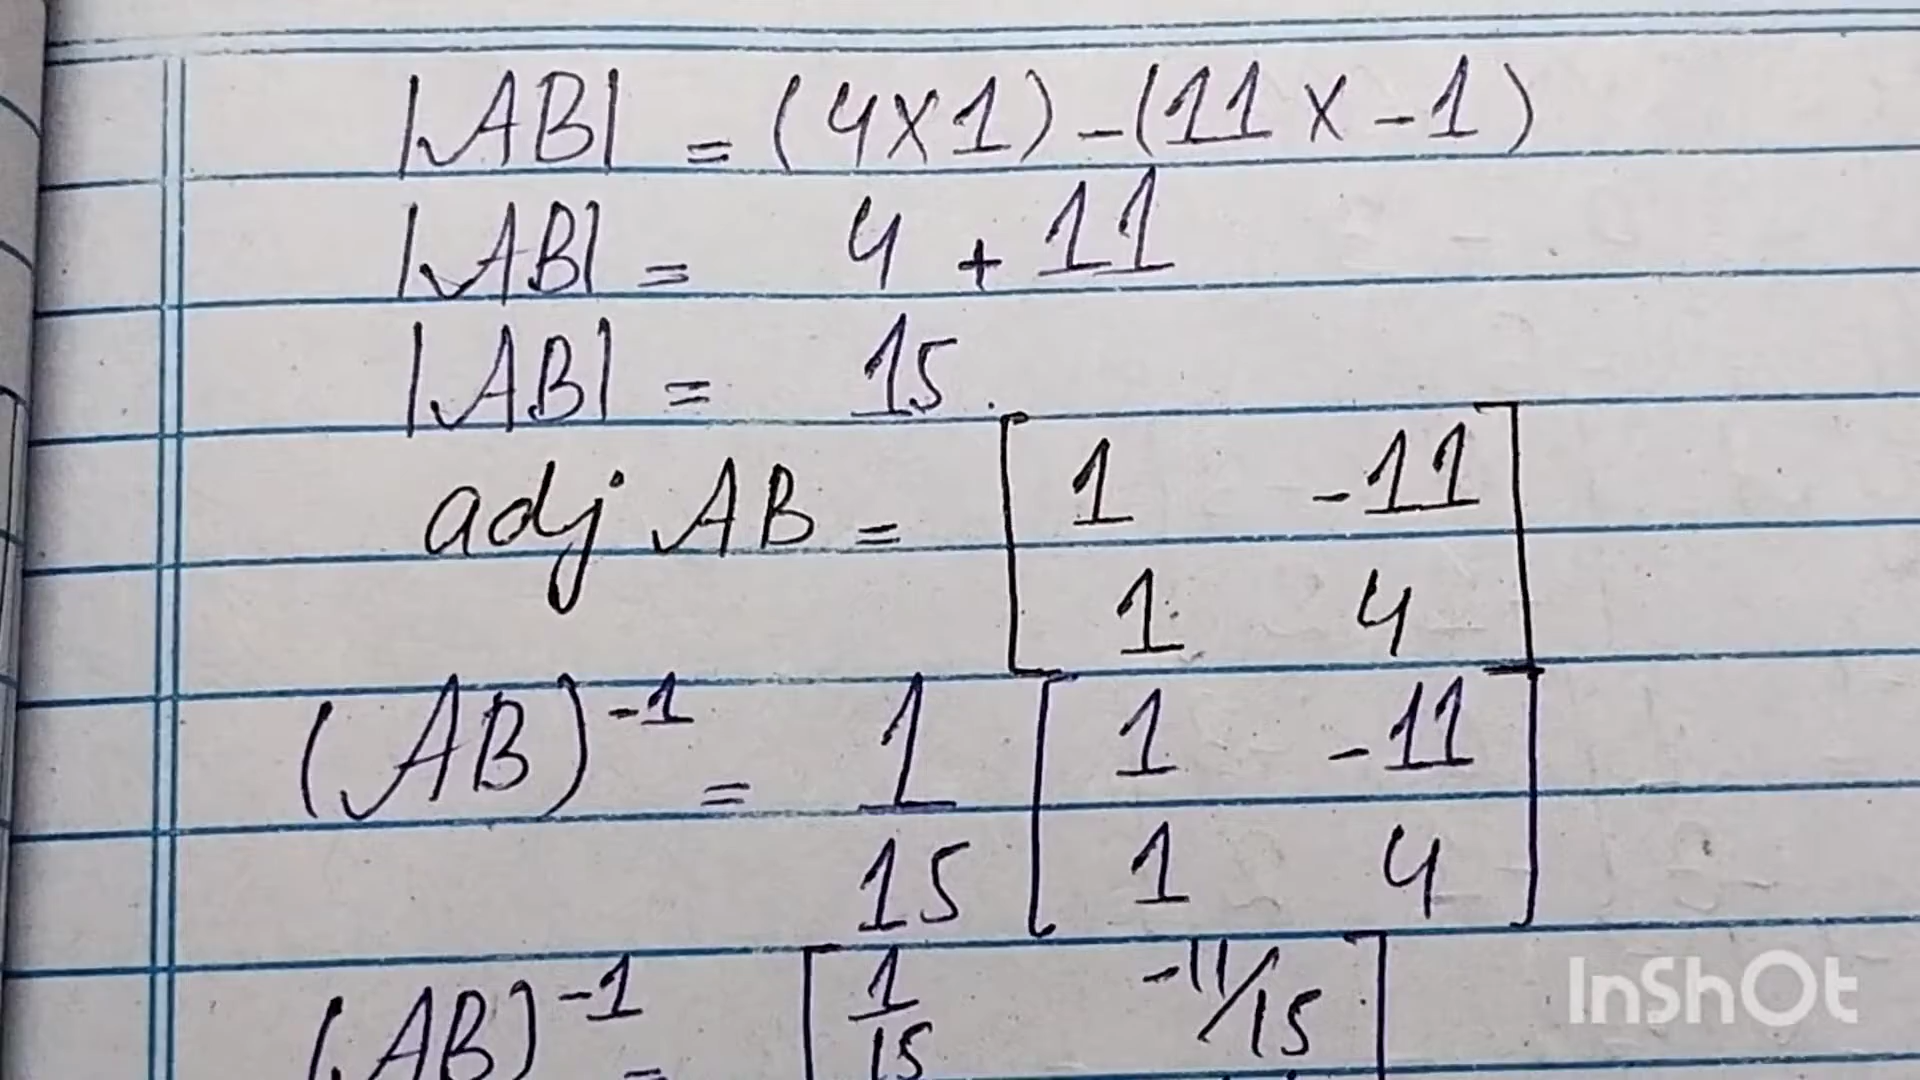 |AB| = (4×1)-(11×-1)
|AB| = 4 + 11
|AB| = 15.
adj AB = [1 -11
1 4]
(AB)-1 = 1/15 [1 -11
1 4]
(AB)-1 = [1/15 -11/15]
InShOt